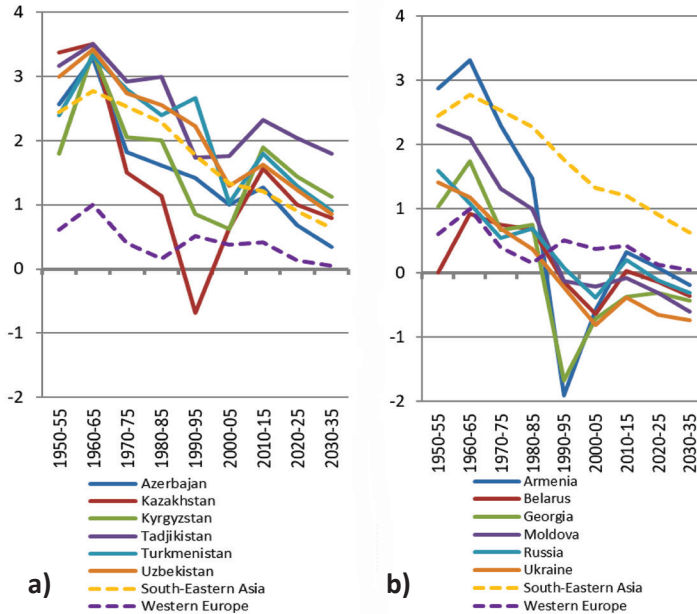 4
3
2
1
0
-1
-2
1950-55
1960-65
1970-75
1980-85
1990-95
2000-05
2010-15
2020-25
2030-35
Azerbajan
Kazakhstan
Kyrgyzstan
Tadjikistan
Turkmenistan
Uzbekistan
South-Eastern Asia
Western Europe
a)
4
3
2
1
0
-1
-2
1950-55
1960-65
1970-75
1980-85
1990-95
2000-05
2010-15
2020-25
2030-35
Armenia
Belarus
Georgia
Moldova
Russia
Ukraine
South-Eastern Asia
Western Europe
b)